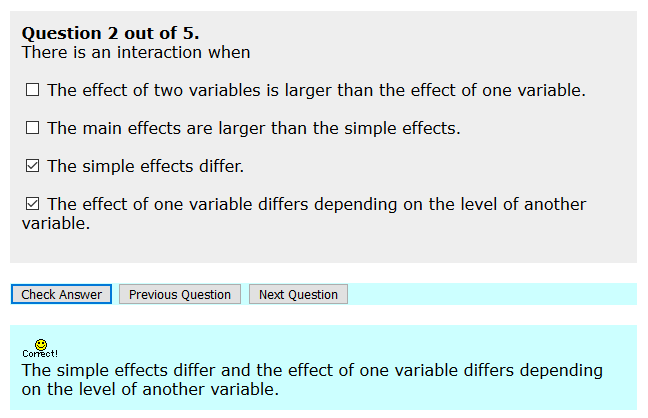 Question 2 out of 5.
There is an interaction when
The effect of two variables is larger than the effect of one variable.
The main effects are larger than the simple effects.
The simple effects differ.
The effect of one variable differs depending on the level of another
variable.
Check Answer Previous Question Next Question
Correct!
The simple effects differ and the effect of one variable differs depending
on the level of another variable.